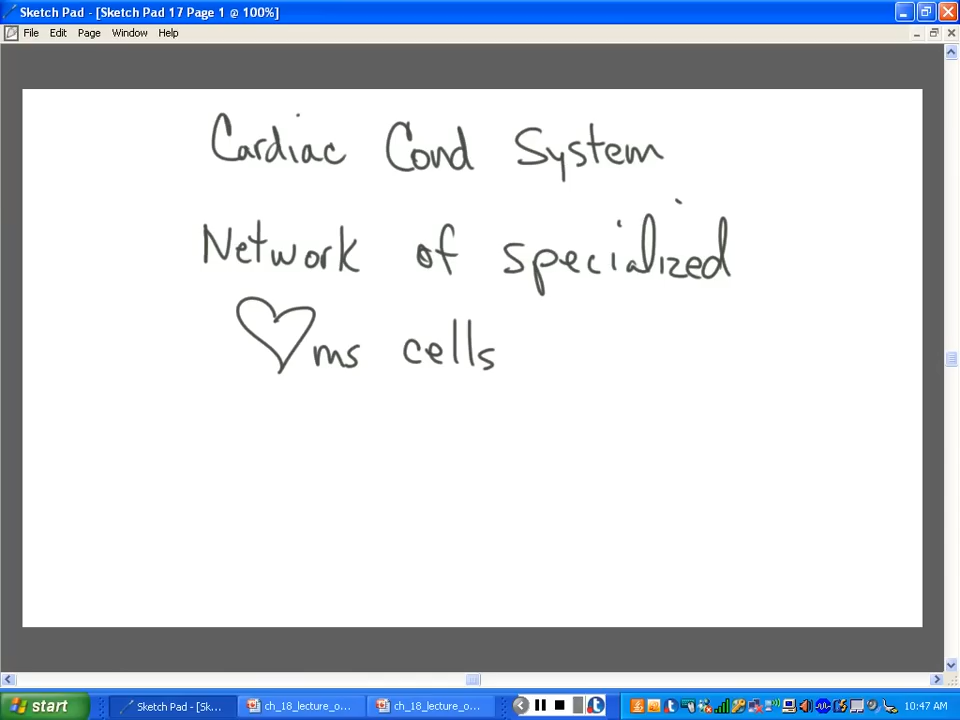 Sketch Pad - [Sketch Pad 17 Page 1 @ 100%]
File Edit Page Window Help
Cardiac Cond System
Network of specialized
ms cells
start Sketch Pad - [Sk... ch_18_lecture_o... ch_18_lecture_o... 10:47 AM